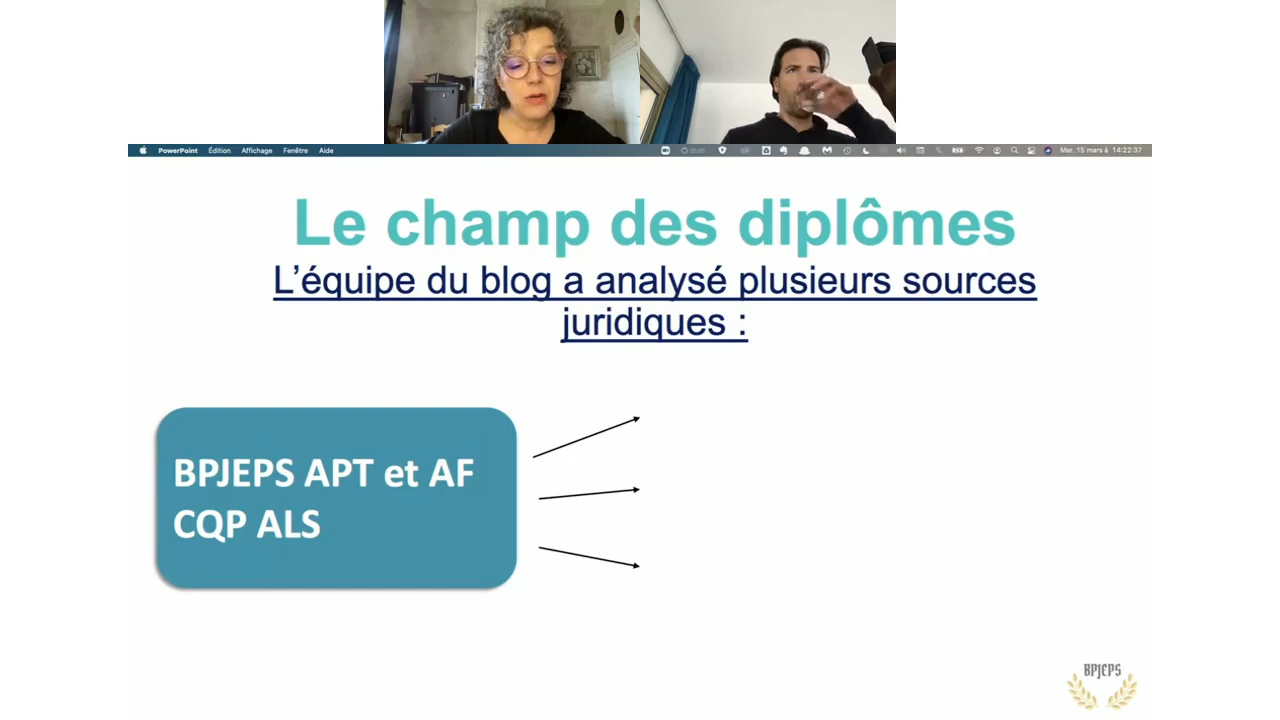 PowerPoint Édition Affichage Fenêtre Aide Mar. 15 mars à 14:22:37
Le champ des diplômes
L'équipe du blog a analysé plusieurs sources
juridiques :
BPJEPS APT et AF
CQP ALS
BPJEPS